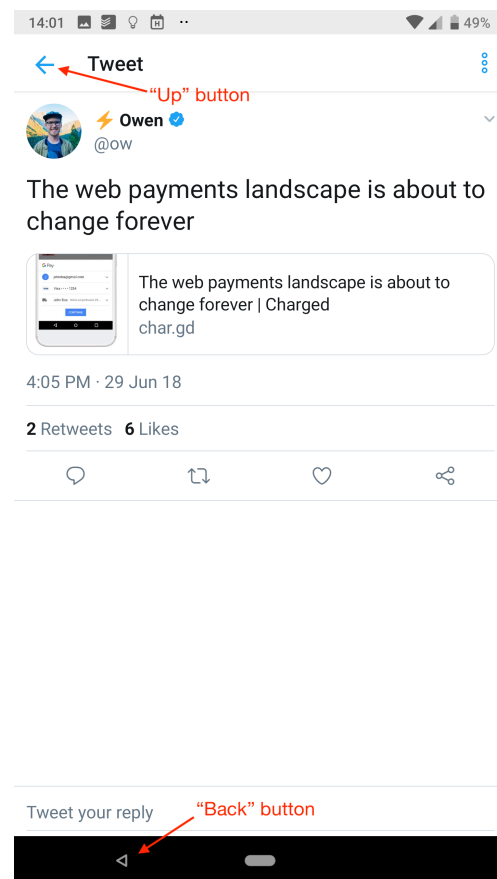 14:01
49%
Tweet
“Up” button
⚡ Owen
@ow
The web payments landscape is about to
change forever
G Pay
The web payments landscape is about to
change forever | Charged
char.gd
4:05 PM · 29 Jun 18
2 Retweets 6 Likes
Tweet your reply
“Back” button